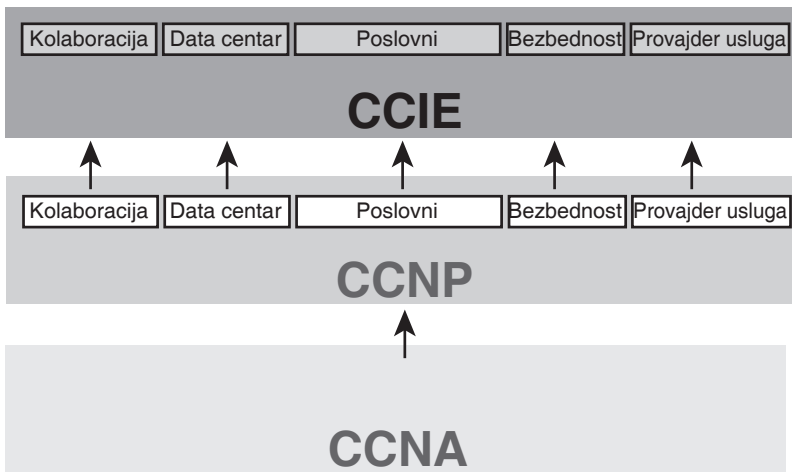 Kolaboracija Data centar Poslovni Bezbednost Provajder usluga
CCIE
Kolaboracija Data centar Poslovni Bezbednost Provajder usluga
CCNP
CCNA